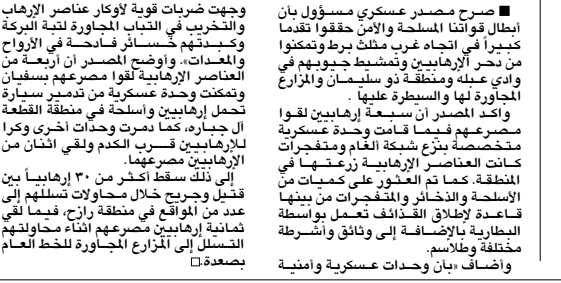 ■ صرح مصدر عسكري مسؤول بأن
أبطال قواتنا المسلحة والأمن حققوا تقدما
كبيراً في اتجاه غرب مثلث برط وتمكنوا
من دحر الإرهابيين وتمشيط جيوبهم في
وادي عبله ومنطقة ذو سليمان والمزارع
المجاورة لها والسيطرة عليها .
واكد المصدر أن سبعة إرهابيين لقوا
مصرعهم فيما قامت وحدة عسكرية
متخصصة بنزع شبكة ألغام ومتفجرات
كانت العناصر الإرهابية زرعتها في
المنطقة. كما تم العثور على كميات من
الأسلحة والذخائر والمتفجرات من بينها
قاعدة لإطلاق القذائف تعمل بواسطة
البطارية بالإضافة إلى وثائق وأشرطة
مختلفة وطلاسم.
وأضاف «بأن وحدات عسكرية وأمنية
وجهت ضربات قوية لأوكار عناصر الإرهاب
والتخريب في التباب المجاورة لتبة البركة
وكبدتهم خسائر فادحة في الأرواح
والمعدات». وأوضح المصدر أن أربعة من
العناصر الإرهابية لقوا مصرعهم بسفيان
وتمكنت وحدة عسكرية من تدمير سيارة
تحمل إرهابيين وأسلحة في منطقة القطعة
آل جباره، كما دمرت وحدات أخرى وكرا
للإرهابيين قرب الكدم ولقي اثنان من
الإرهابيين مصرعهما.
إلى ذلك سقط أكثر من ٣٠ إرهابياً بين
قتيل وجريح خلال محاولات تسللهم إلى
عدد من المواقع في منطقة رازح، فيما لقي
ثمانية إرهابيين مصرعهم اثناء محاولتهم
التسلل إلى المزارع المجاورة للخط العام
بصعدة.□